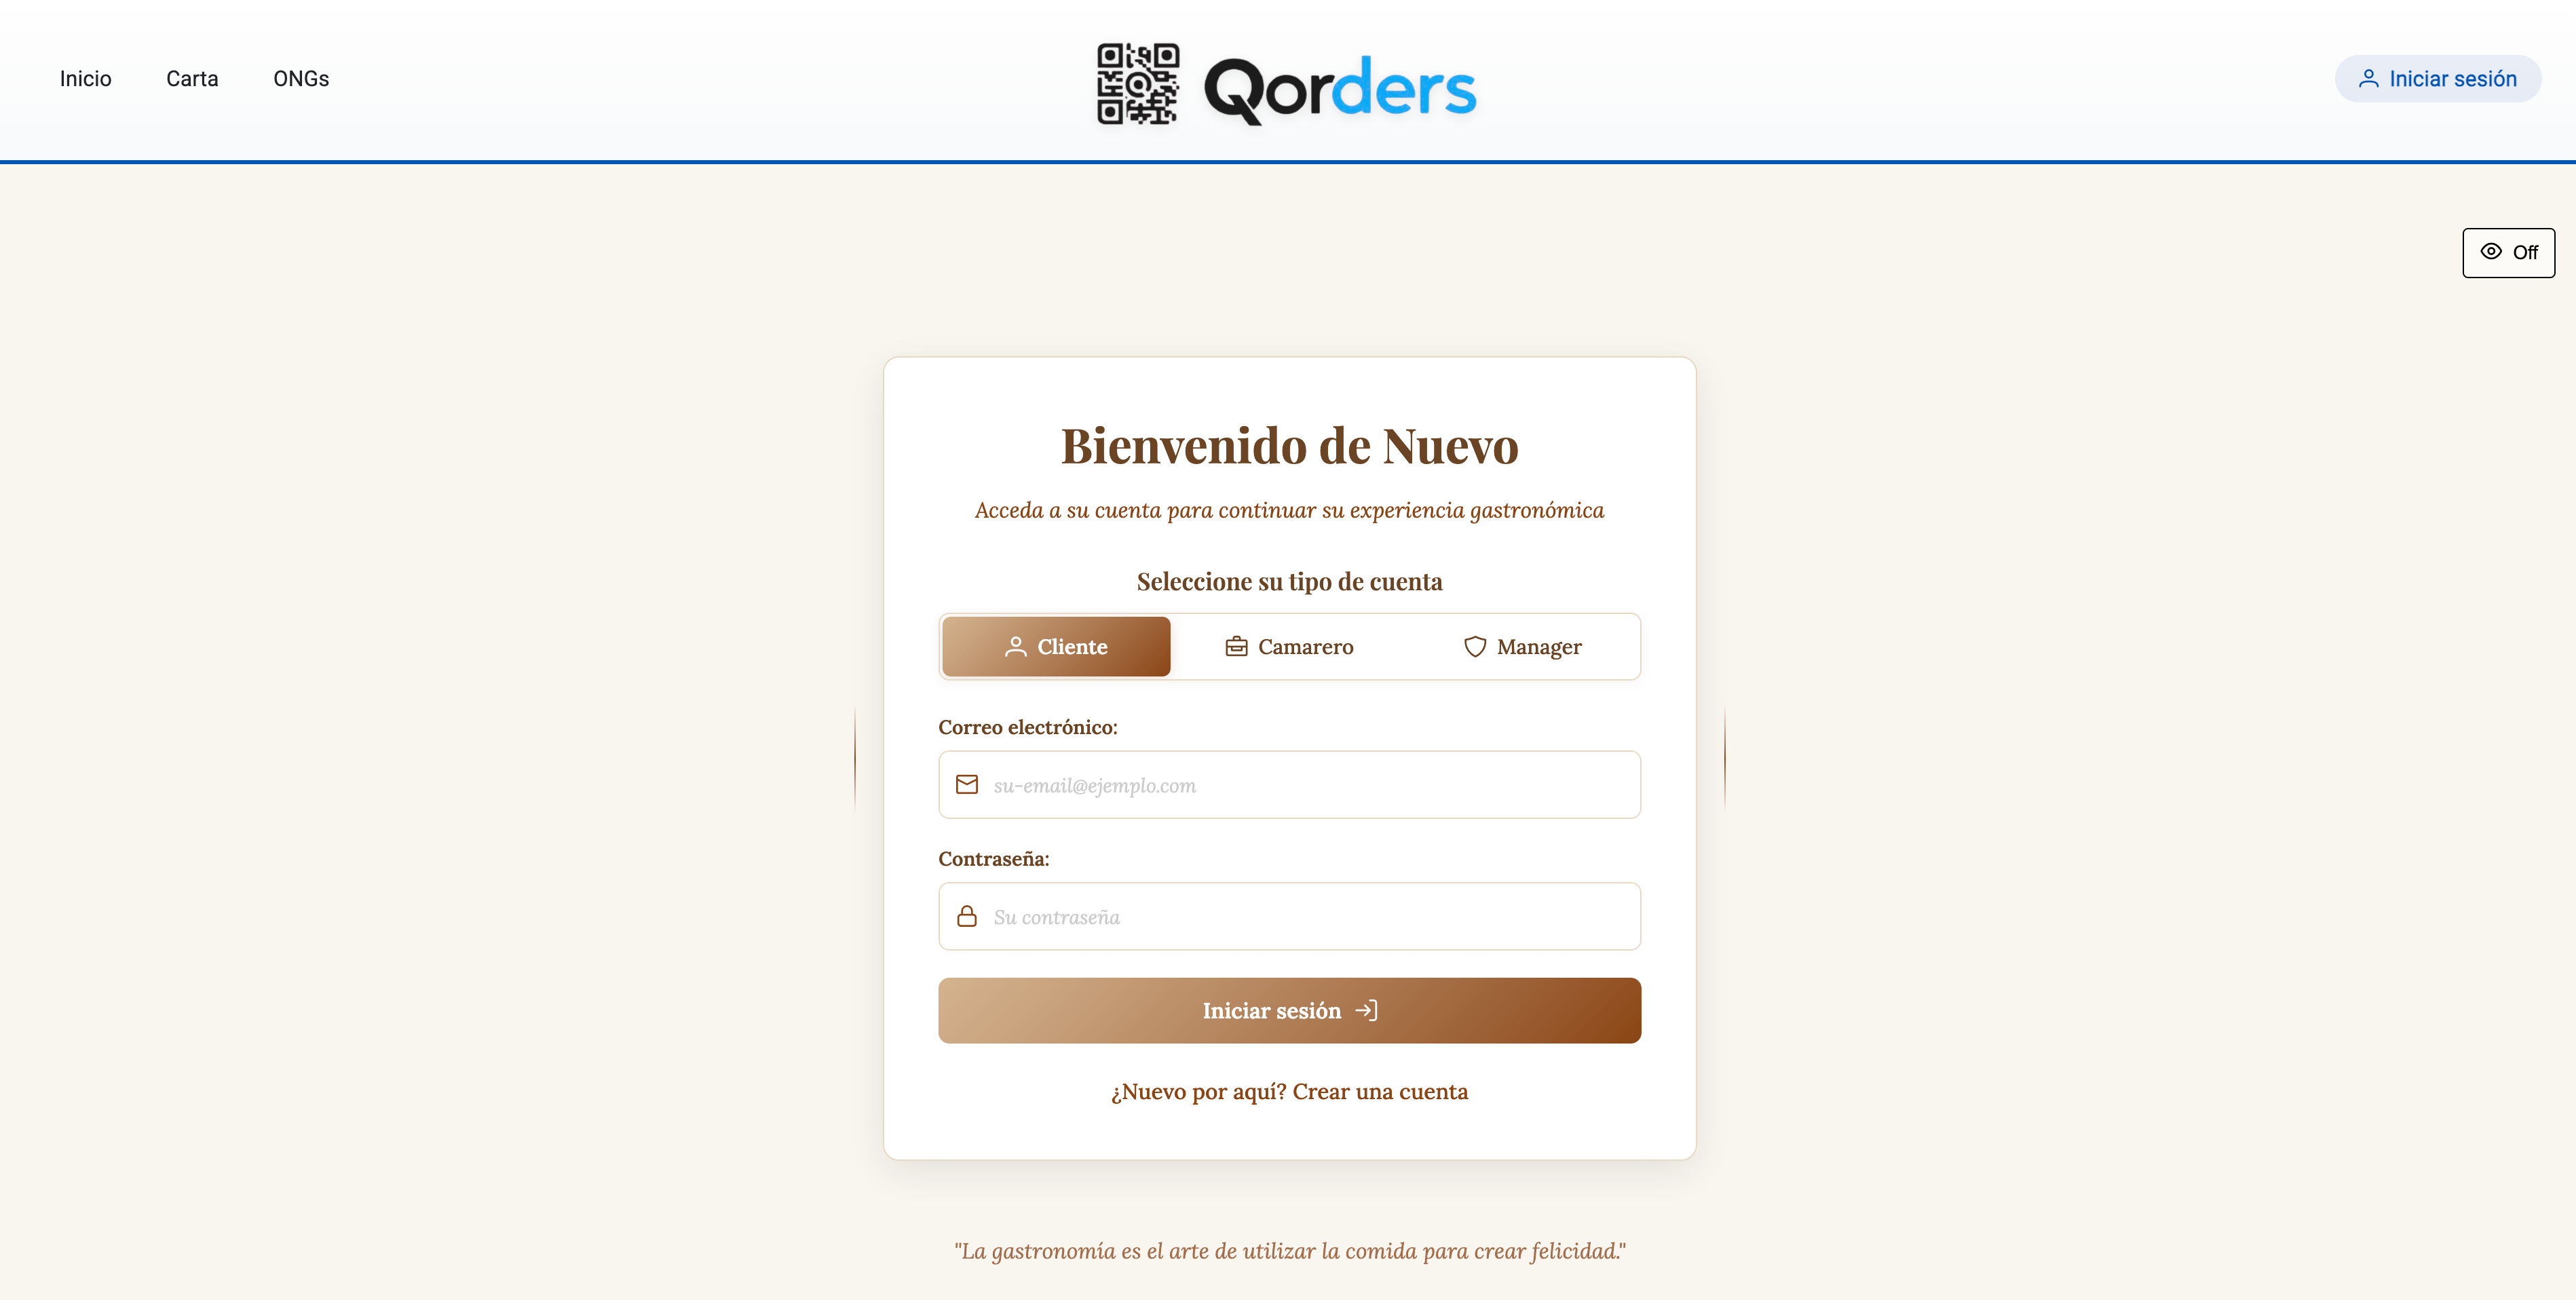 Inicio
Carta
ONGs
Qorders
Iniciar sesión
Off
Bienvenido de Nuevo
Acceda a su cuenta para continuar su experiencia gastronómica
Seleccione su tipo de cuenta
Cliente
Camarero
Manager
Correo electrónico:
su-email@ejemplo.com
Contraseña:
Su contraseña
Iniciar sesión
¿Nuevo por aquí? Crear una cuenta
"La gastronomía es el arte de utilizar la comida para crear felicidad."